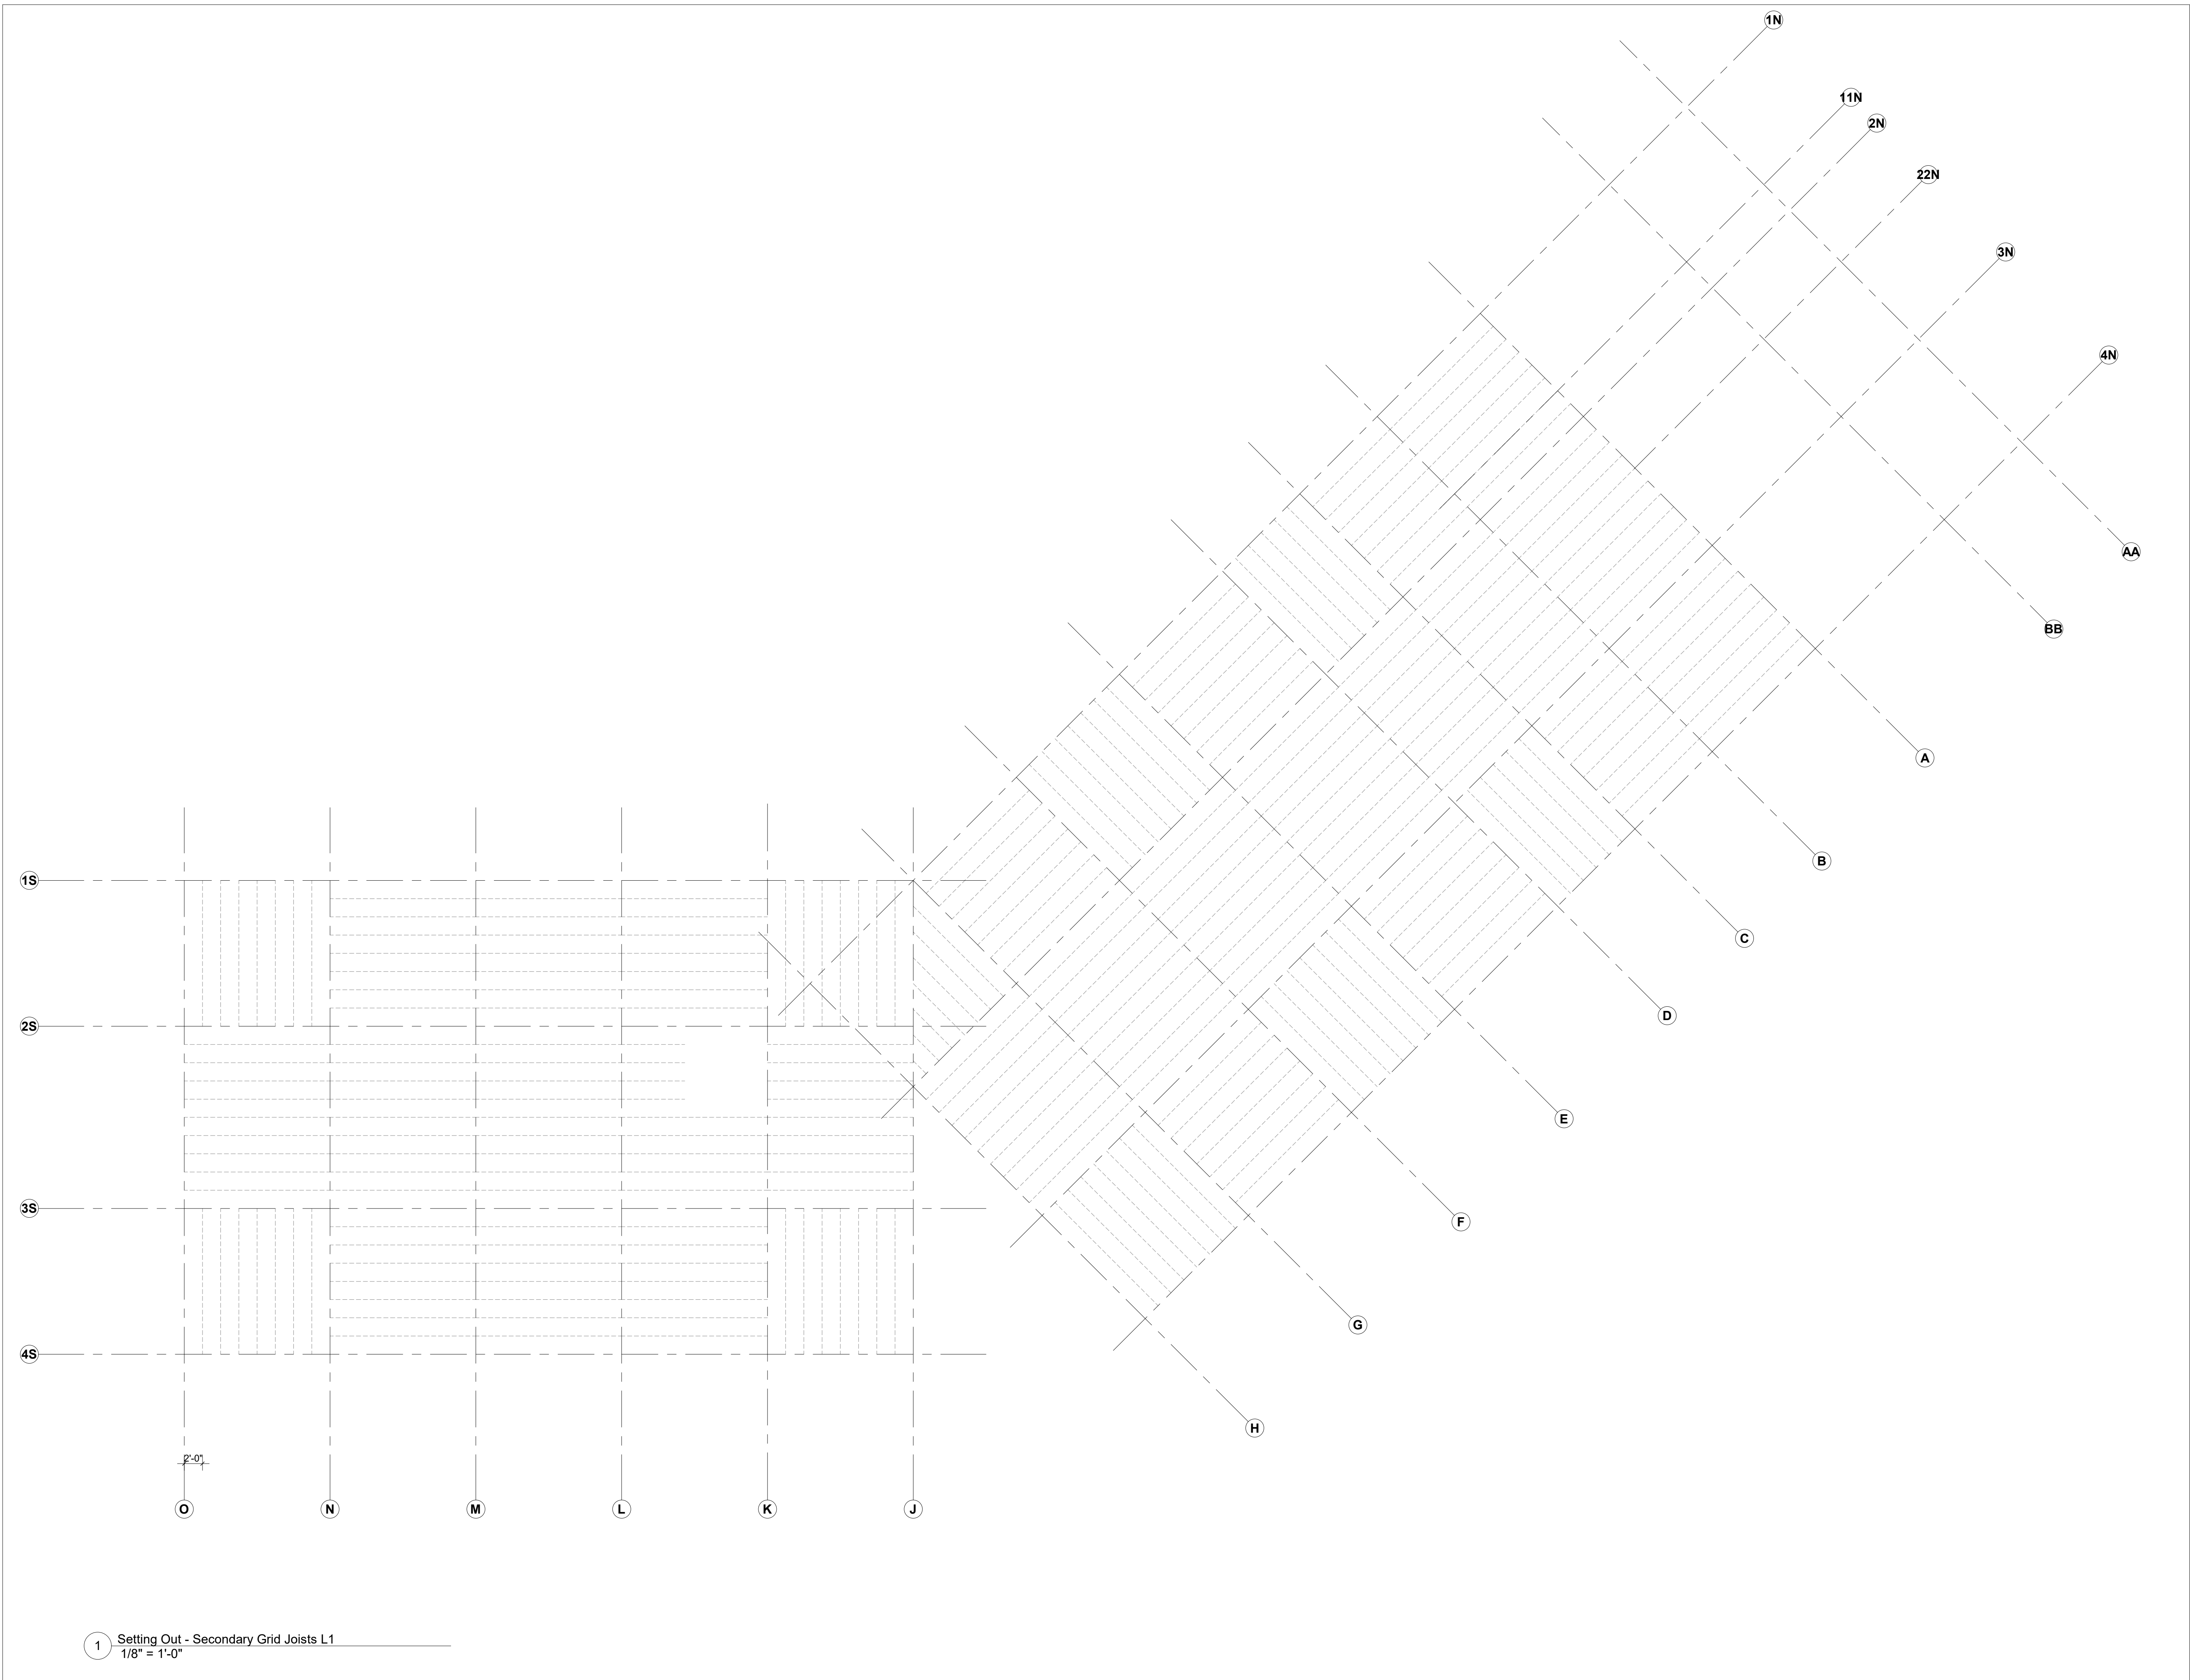 1N
11N
2N
22N
3N
4N
AA
BB
A
B
C
D
E
F
G
H
1S
2S
3S
4S
2'-0"
O N M L K J
1 Setting Out - Secondary Grid Joists L1
1/8" = 1'-0"